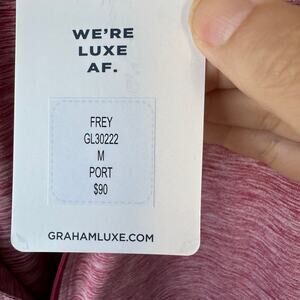 WE'RE
LUXE
AF.
FREY
GL30222
M
PORT
$90
GRAHAMLUXE.COM